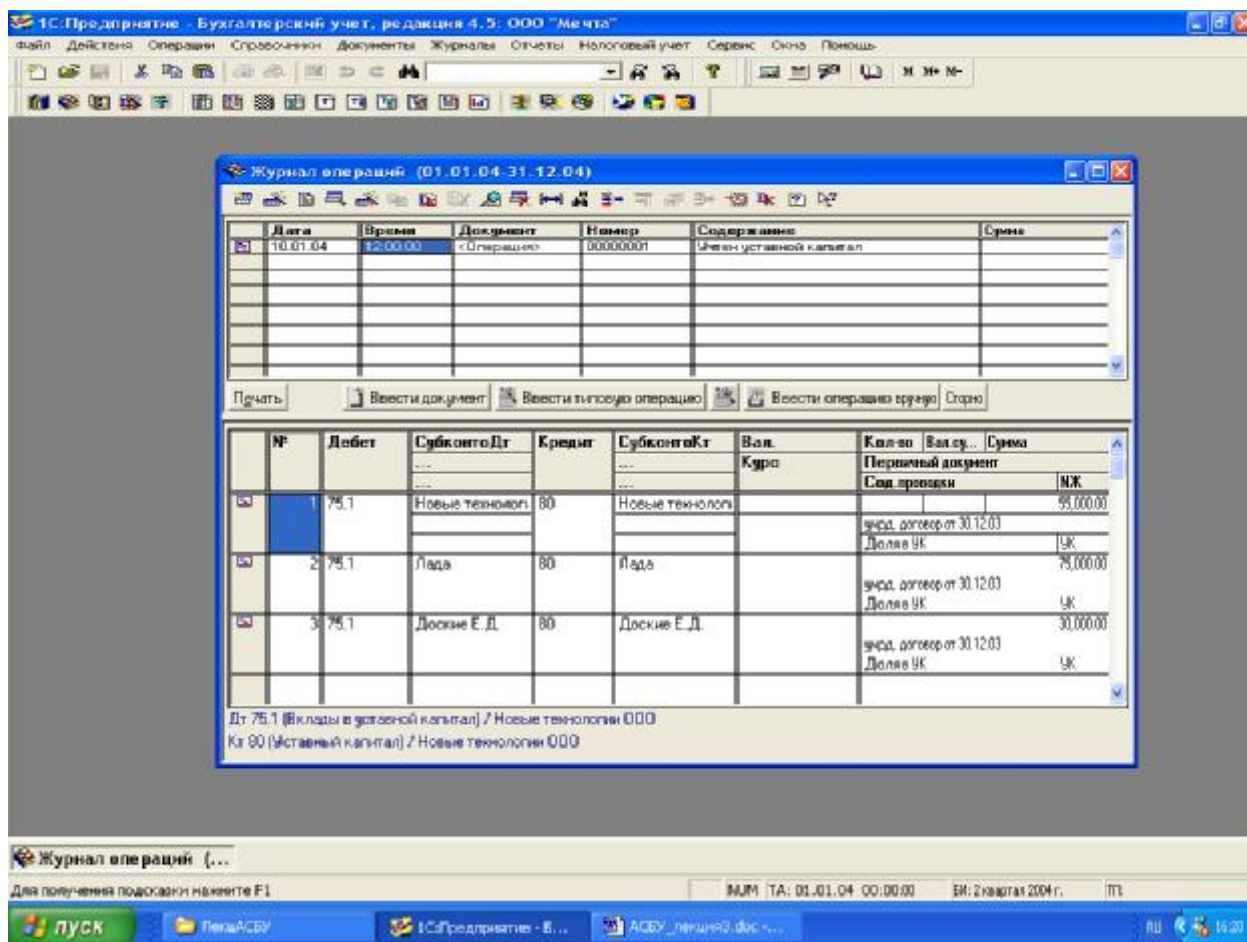 1С:Предприятие - Бухгалтерский учет, редакция 4.5: ООО "Мечта"
Файл Действия Операции Справочники Документы Журналы Отчеты Налоговый учет Сервис Окна Помощь
M M+ M-
Журнал операций (01.01.04-31.12.04)
Дата Время Документ Номер Содержание Сумма
10.01.04 12:00:00 <Операция> 00000001 Учтен уставной капитал
Печать Ввести документ Ввести типовую операцию Ввести операцию вручную Сторно
№ Дебет СубконтоДт Кредит СубконтоКт Вал. Кол-во Вал.су... Сумма
... ... Курс Первичный документ
... ... Сод. проводки NЖ
1 75.1 Новые технологи 80 Новые технологи 95,000.00
учред. договор от 30.12.03
Доля в УК УК
2 75.1 Лада 80 Лада 75,000.00
учред. договор от 30.12.03
Доля в УК УК
3 75.1 Доские Е.Д. 80 Доские Е.Д. 30,000.00
учред. договор от 30.12.03
Доля в УК УК
Дт 75.1 (Вклады в уставной капитал) / Новые технологии ООО
Кт 80 (Уставный капитал) / Новые технологии ООО
Журнал операций (...
Для получения подсказки нажмите F1 NUM ТА: 01.01.04 00:00:00 БИ: 2 квартал 2004 г.
пуск ЛекцАСБУ 1С:Предприятие - Б... АСБУ_лекция3.doc -... RU 16:20